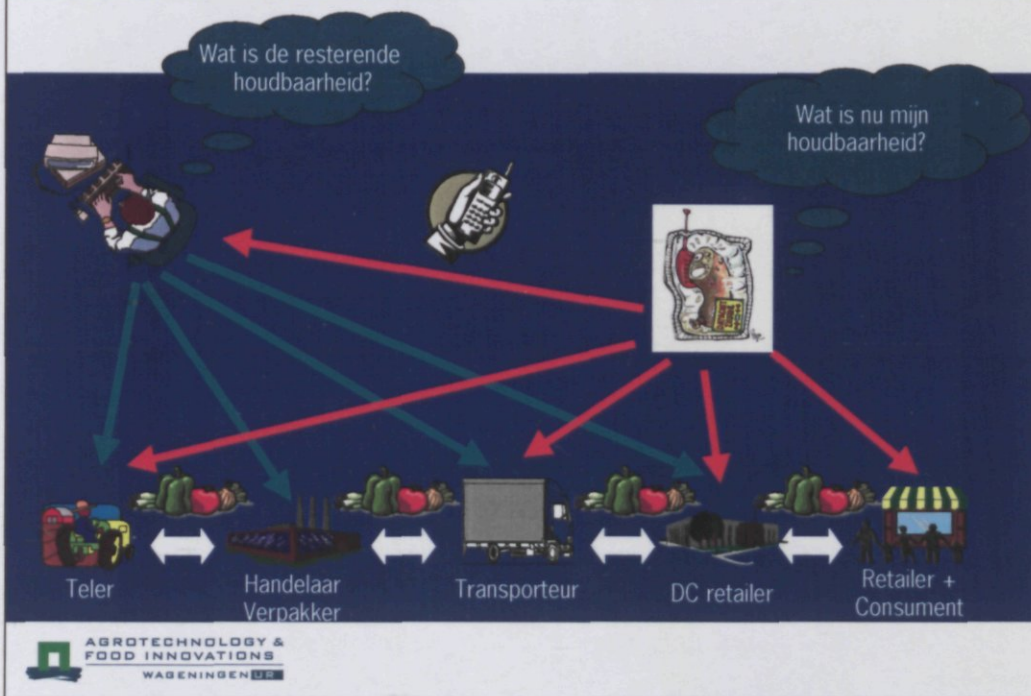 Wat is de resterende
houdbaarheid?
Wat is nu mijn
houdbaarheid?
Teler
Handelaar
Verpakker
Transporteur
DC retailer
Retailer +
Consument
AGROTECHNOLOGY &
FOOD INNOVATIONS
WAGENINGEN UR